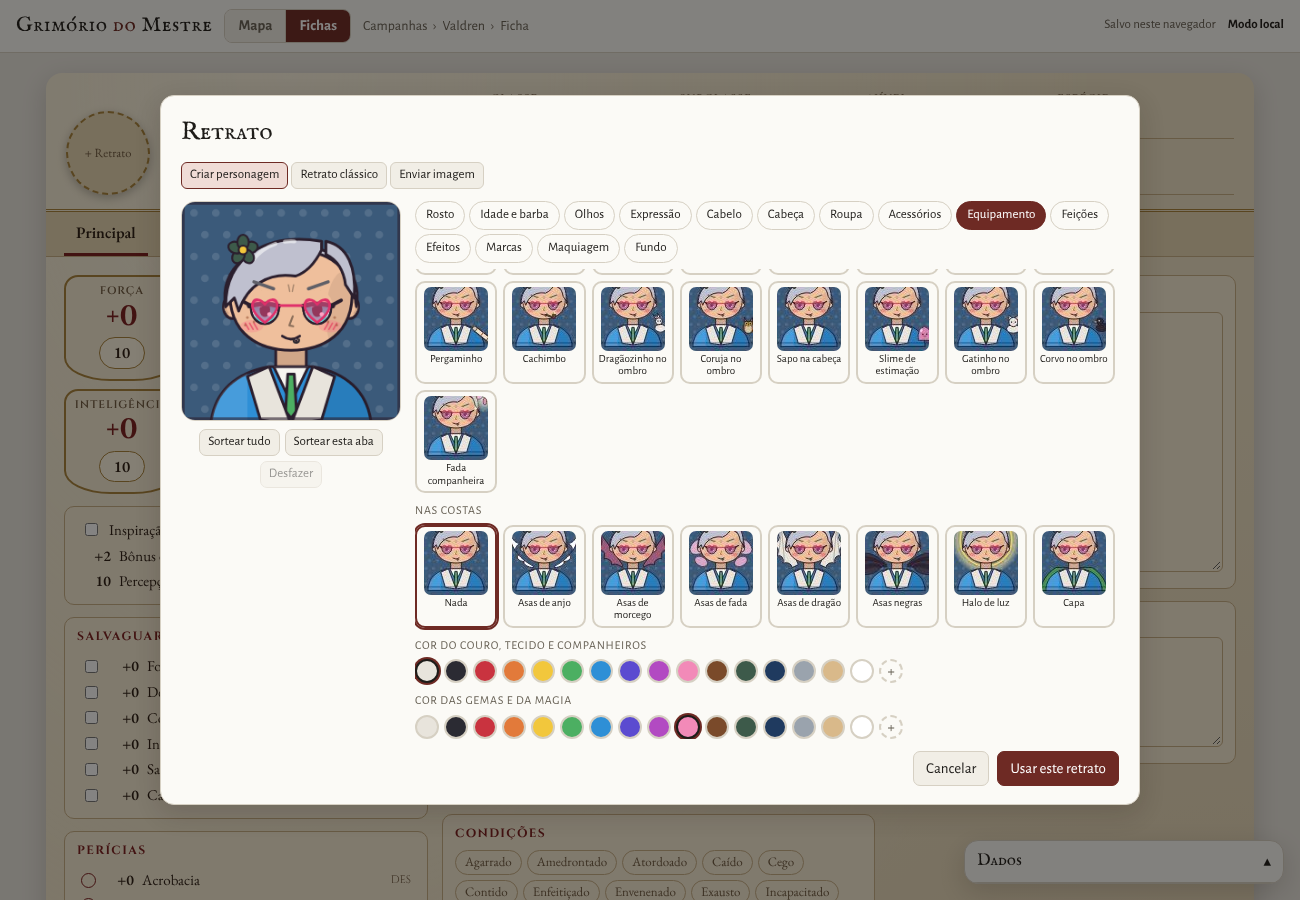 Grimório do Mestre
Mapa
Fichas
Campanhas › Valdren › Ficha
Salvo neste navegador
Modo local
+ Retrato
Principal
FORÇA
+0
10
INTELIGÊNCI
+0
10
Inspiraçã
+2 Bônus
10 Percepç
SALVAGUAR
+0 Fo
+0 De
+0 Co
+0 In
+0 Sa
+0 Ca
PERÍCIAS
+0 Acrobacia DES
Retrato
Criar personagem
Retrato clássico
Enviar imagem
Sortear tudo
Sortear esta aba
Desfazer
Rosto
Idade e barba
Olhos
Expressão
Cabelo
Cabeça
Roupa
Acessórios
Equipamento
Feições
Efeitos
Marcas
Maquiagem
Fundo
Pergaminho
Cachimbo
Dragãozinho no ombro
Coruja no ombro
Sapo na cabeça
Slime de estimação
Gatinho no ombro
Corvo no ombro
Fada companheira
NAS COSTAS
Nada
Asas de anjo
Asas de morcego
Asas de fada
Asas de dragão
Asas negras
Halo de luz
Capa
COR DO COURO, TECIDO E COMPANHEIROS
+
COR DAS GEMAS E DA MAGIA
+
Cancelar
Usar este retrato
CONDIÇÕES
Agarrado
Amedrontado
Atordoado
Caído
Cego
Contido
Enfeitiçado
Envenenado
Exausto
Incapacitado
Dados ▲